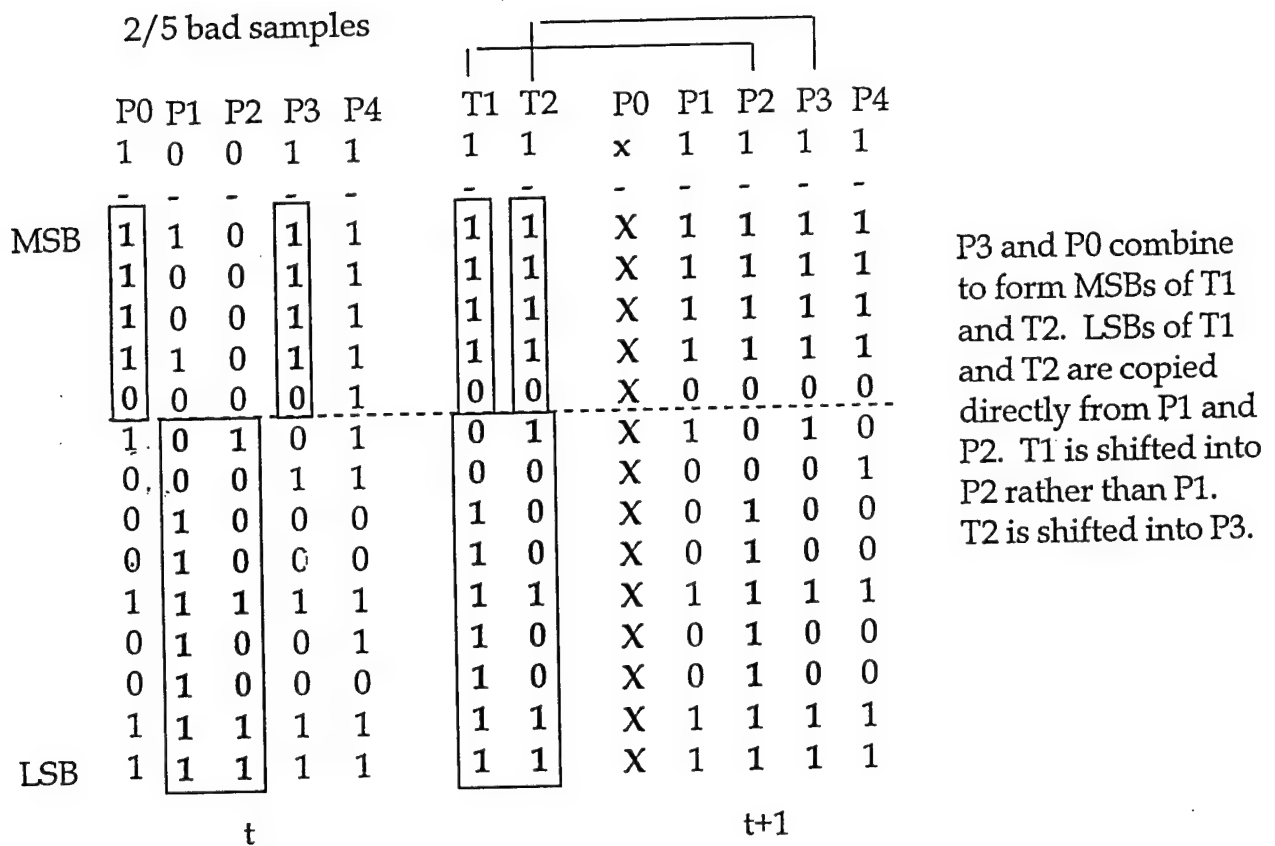 2/5 bad samples
P0 P1 P2 P3 P4 T1 T2 P0 P1 P2 P3 P4
1 0 0 1 1 1 1 x 1 1 1 1
- - - - - - - - - - - -
MSB 1 1 0 1 1 1 1 X 1 1 1 1
1 0 0 1 1 1 1 X 1 1 1 1
1 0 0 1 1 1 1 X 1 1 1 1
1 1 0 1 1 1 1 X 1 1 1 1
0 0 0 0 1 0 0 X 0 0 0 0
1 0 1 0 1 0 1 X 1 0 1 0
0 0 0 1 1 0 0 X 0 0 0 1
0 1 0 0 0 1 0 X 0 1 0 0
0 1 0 0 0 1 0 X 0 1 0 0
1 1 1 1 1 1 1 X 1 1 1 1
0 1 0 0 1 1 0 X 0 1 0 0
0 1 0 0 0 1 0 X 0 1 0 0
1 1 1 1 1 1 1 X 1 1 1 1
LSB 1 1 1 1 1 1 1 X 1 1 1 1
t t+1
P3 and P0 combine
to form MSBs of T1
and T2. LSBs of T1
and T2 are copied
directly from P1 and
P2. T1 is shifted into
P2 rather than P1.
T2 is shifted into P3.